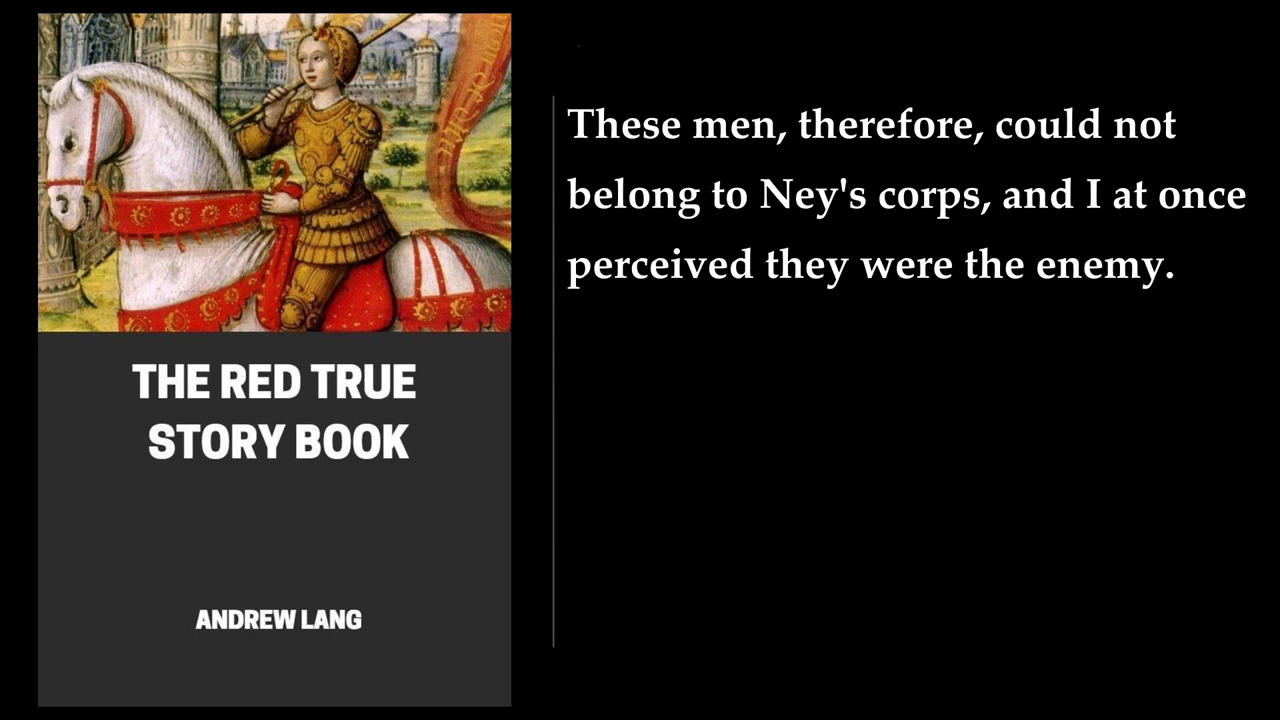 THE RED TRUE
STORY BOOK
ANDREW LANG
These men, therefore, could not
belong to Ney's corps, and I at once
perceived they were the enemy.